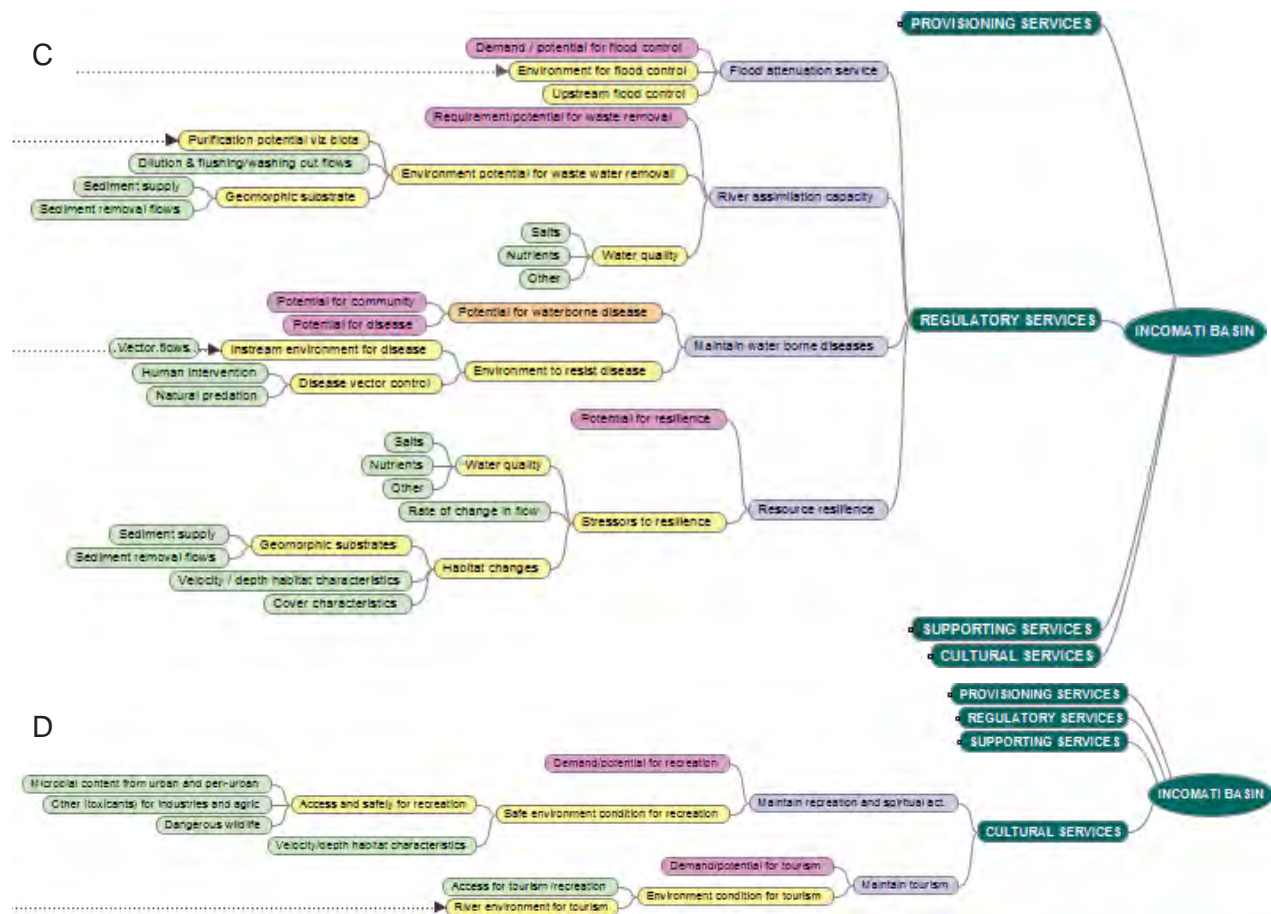 C
PROVISIONING SERVICES
Demand / potential for flood control
Environment for flood control
Flood attenuation service
Upstream flood control
Requirement/potential for waste removal
Purification potential viz biota
Dilution & flushing/washing out flows
Environment potential for waste water removal
Sediment supply
Geomorphic substrate
River assimilation capacity
Sediment removal flows
Salts
Nutrients
Water quality
Other
Potential for community
Potential for waterborne disease
Potential for disease
REGULATORY SERVICES
INCOMATI BASIN
Vector flows
Instream environment for disease
Maintain water borne diseases
Human intervention
Environment to resist disease
Disease vector control
Natural predation
Potential for resilience
Salts
Nutrients
Water quality
Other
Rate of change in flow
Resource resilience
Stressors to resilience
Sediment supply
Geomorphic substrates
Sediment removal flows
Habitat changes
Velocity / depth habitat characteristics
Cover characteristics
SUPPORTING SERVICES
CULTURAL SERVICES
D
PROVISIONING SERVICES
REGULATORY SERVICES
SUPPORTING SERVICES
Demand/potential for recreation
Microbial content from urban and peri-urban
Other (toxicants) for industries and agric
Access and safely for recreation
Maintain recreation and spiritual act.
INCOMATI BASIN
Safe environment condition for recreation
Dangerous wildlife
CULTURAL SERVICES
Velocity/depth habitat characteristics
Demand/potential for tourism
Access for tourism /recreation
Environment condition for tourism
Maintain tourism
River environment for tourism